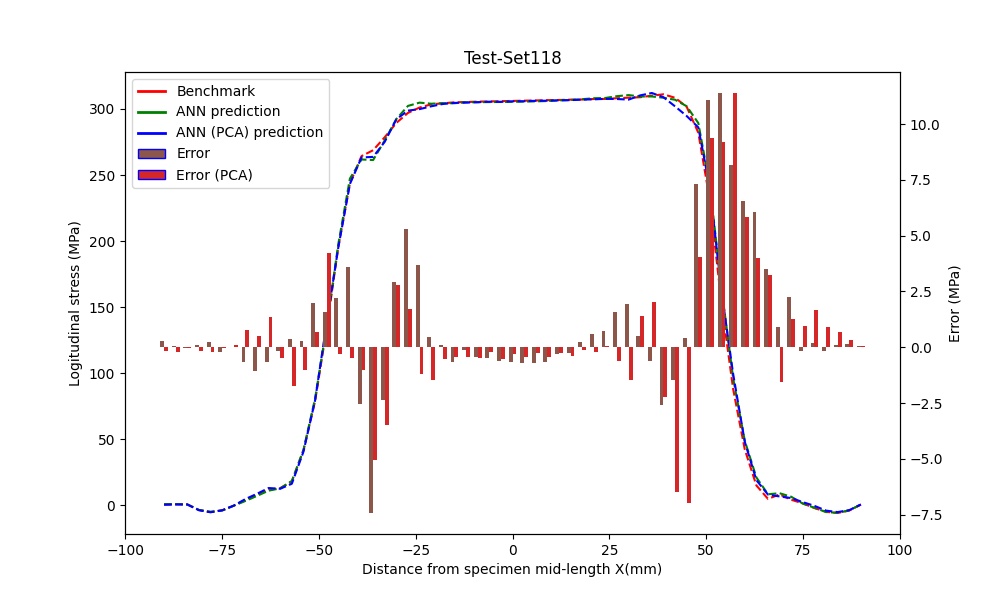 Test-Set118
Benchmark
ANN prediction
ANN (PCA) prediction
Error
Error (PCA)
Logitudinal stress (MPa)
300
250
200
150
100
50
0
10.0
7.5
5.0
2.5
0.0
−2.5
−5.0
−7.5
Error (MPa)
−100 −75 −50 −25 0 25 50 75 100
Distance from specimen mid-length X(mm)